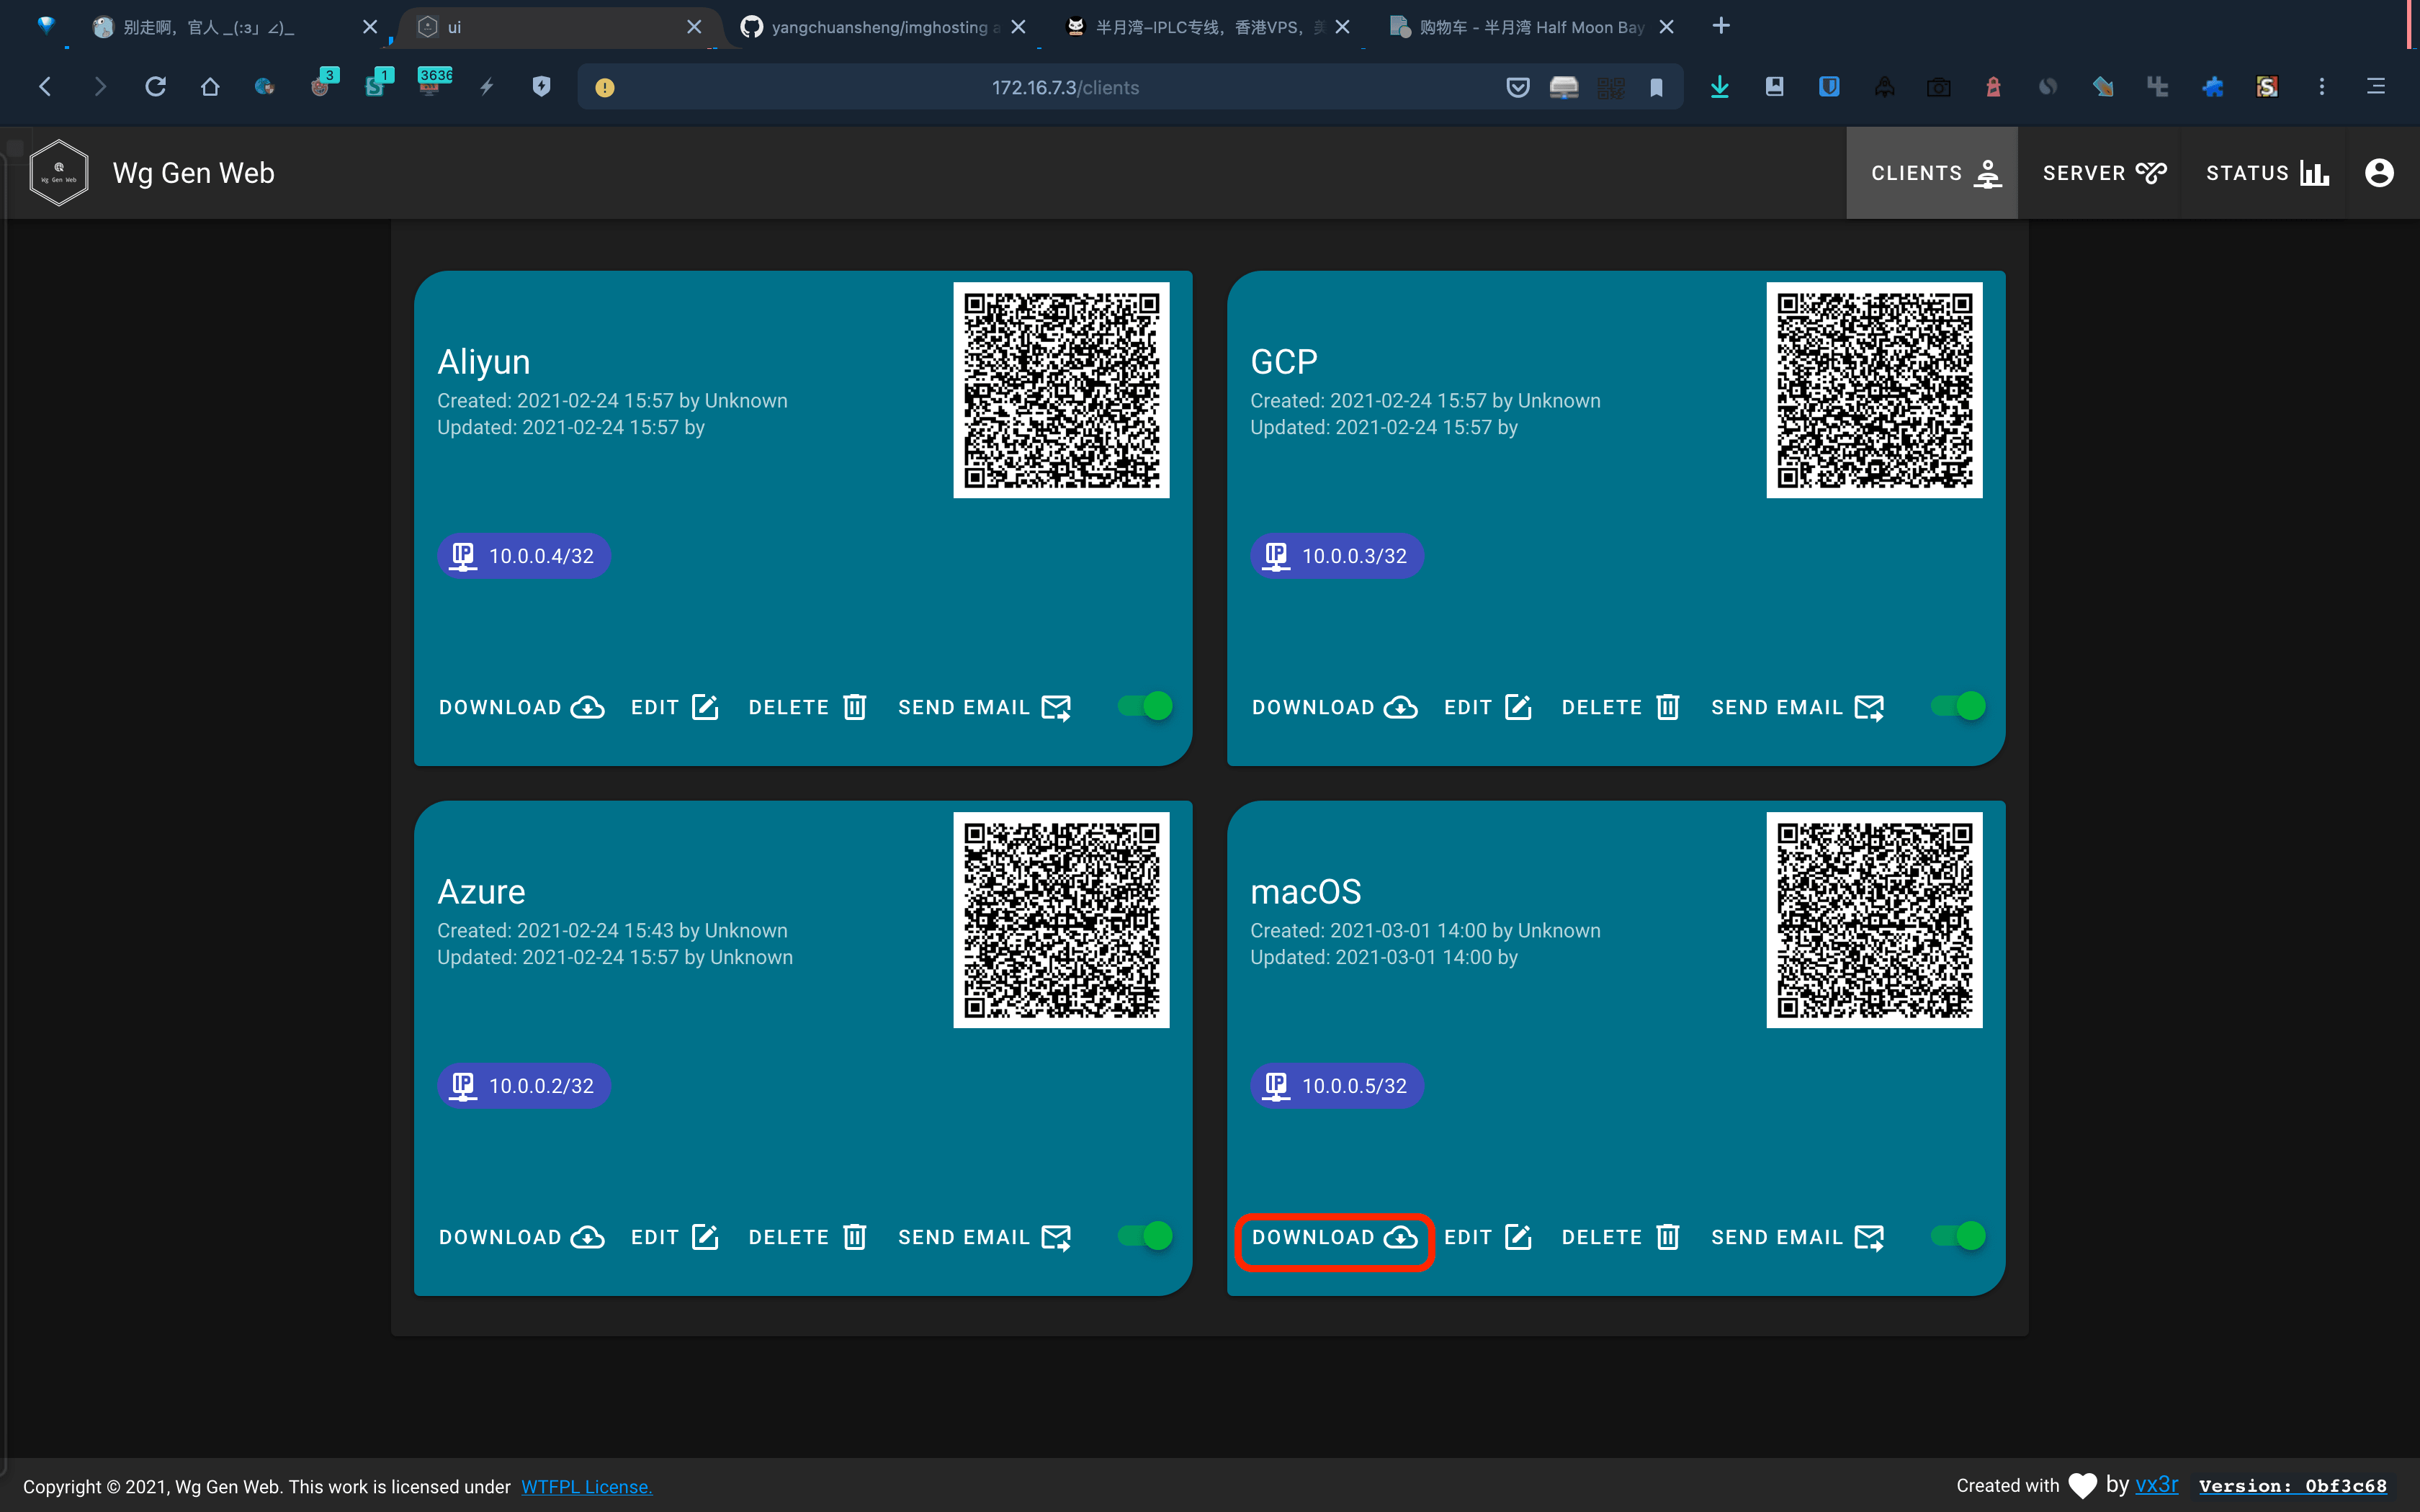 别走啊，官人 _(:з」∠)_
ui
yangchuansheng/imghosting a
半月湾–IPLC专线，香港VPS，美
购物车 - 半月湾 Half Moon Bay
3
1
3636
172.16.7.3/clients
Wg Gen Web
Wg Gen Web
CLIENTS
SERVER
STATUS
Aliyun
Created: 2021-02-24 15:57 by Unknown
Updated: 2021-02-24 15:57 by
IP 10.0.0.4/32
DOWNLOAD EDIT DELETE SEND EMAIL
GCP
Created: 2021-02-24 15:57 by Unknown
Updated: 2021-02-24 15:57 by
IP 10.0.0.3/32
DOWNLOAD EDIT DELETE SEND EMAIL
Azure
Created: 2021-02-24 15:43 by Unknown
Updated: 2021-02-24 15:57 by Unknown
IP 10.0.0.2/32
DOWNLOAD EDIT DELETE SEND EMAIL
macOS
Created: 2021-03-01 14:00 by Unknown
Updated: 2021-03-01 14:00 by
IP 10.0.0.5/32
DOWNLOAD EDIT DELETE SEND EMAIL
Copyright © 2021, Wg Gen Web. This work is licensed under WTFPL License.
Created with by vx3r Version: 0bf3c68